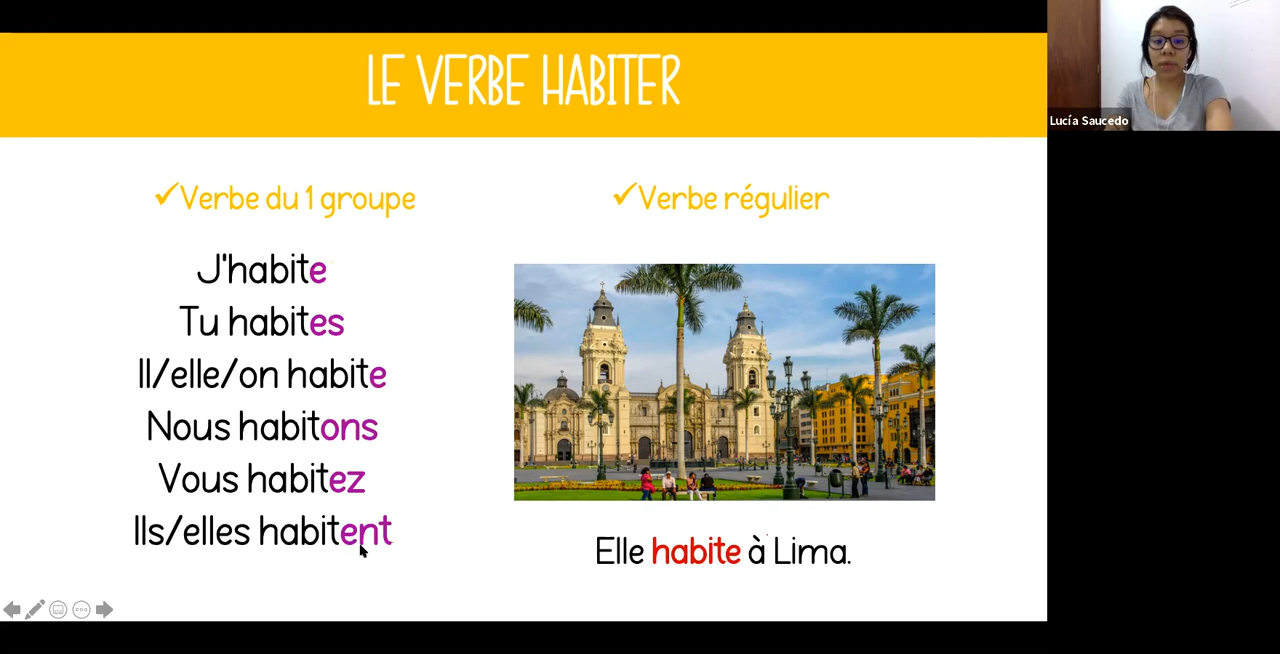 LE VERBE HABITER
Lucía Saucedo
✓Verbe du 1 groupe
✓Verbe régulier
J'habite
Tu habites
Il/elle/on habite
Nous habitons
Vous habitez
Ils/elles habitent
Elle habite à Lima.